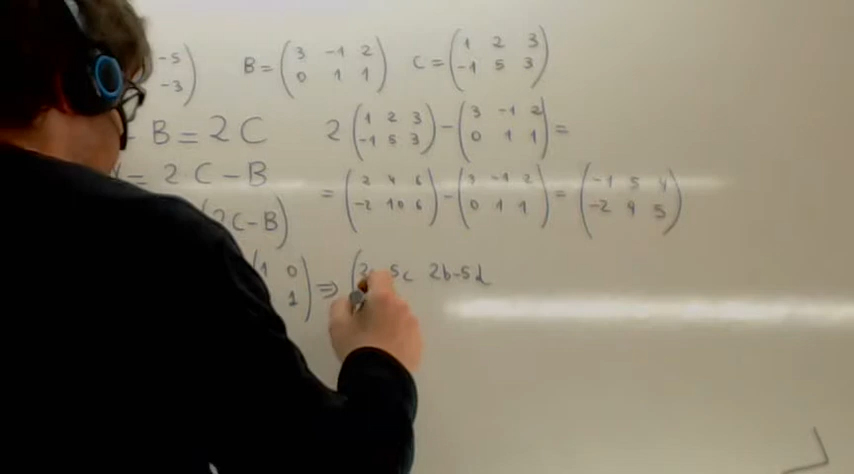 -5 ) B = ( 3 -1 2 ) C = ( 1 2 3 )
-3 ) ( 0 1 1 ) ( -1 5 3 )
- B = 2 C 2 ( 1 2 3 ) - ( 3 -1 2 ) =
( -1 5 3 ) ( 0 1 1 )
= 2 C - B = ( 2 4 6 ) - ( 3 -1 2 ) = ( -1 5 4 )
( -2 10 6 ) ( 0 1 1 ) ( -2 9 5 )
(2C-B)
( 1 0 ) ⇒ ( 2 5c 2b-5d
1 )